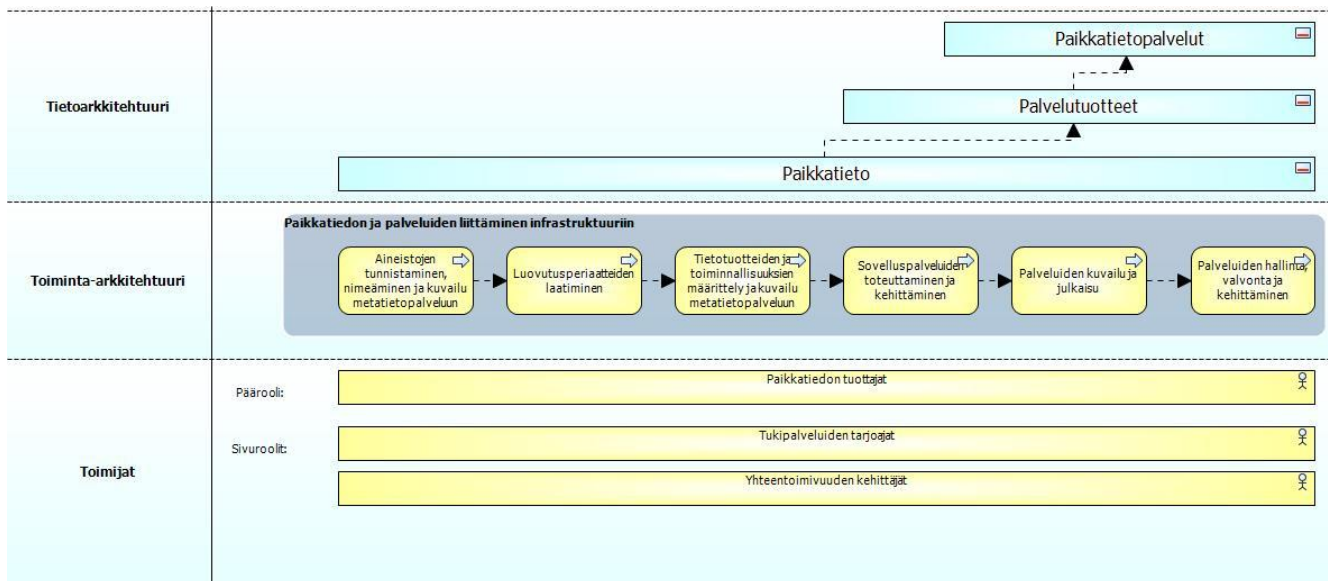 Paikkatietopalvelut
Tietoarkkitehtuuri
Palvelutuotteet
Paikkatieto
Paikkatiedon ja palveluiden liittäminen infrastruktuuriin
Toiminta-arkkitehtuuri
Aineistojen
tunnistaminen,
nimeäminen ja kuvailu
metatietopalveluun
Luovutusperiaatteiden
laatiminen
Tietotuotteiden ja
toiminnallisuuksien
määrittely ja kuvailu
metatietopalveluun
Sovelluspalveluiden
toteuttaminen ja
kehittäminen
Palveluiden kuvailu ja
julkaisu
Palveluiden hallinta,
valvonta ja
kehittäminen
Toimijat
Päärooli:
Paikkatiedon tuottajat
Sivuroolit:
Tukipalveluiden tarjoajat
Yhteentoimivuuden kehittäjät